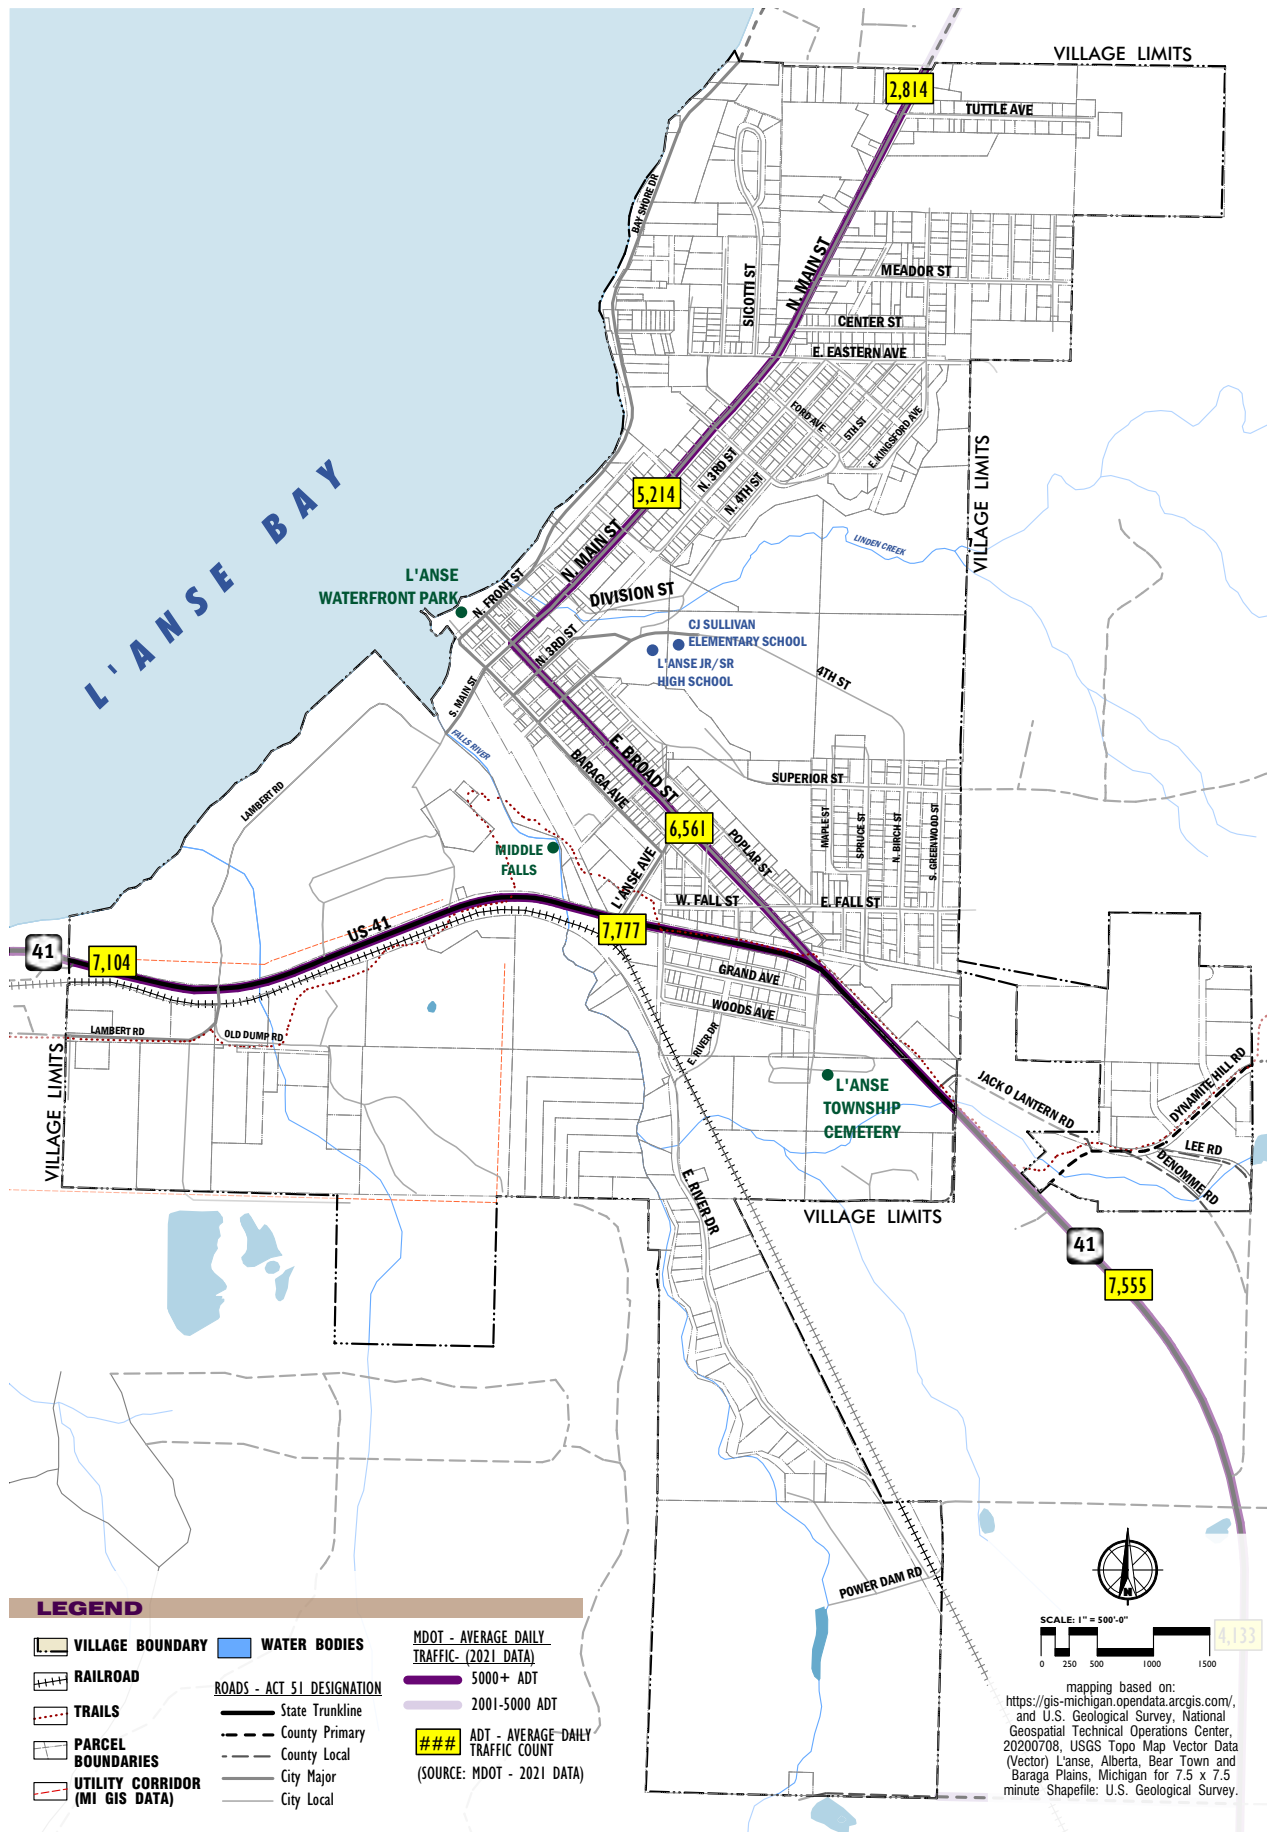 VILLAGE LIMITS
2,814
TUTTLE AVE
BAY SHORE DR
N. MAIN ST
SICOTTI ST
MEADOR ST
CENTER ST
E. EASTERN AVE
FORD AVE
5TH ST
E. KINGSFORD AVE
N. 3RD ST
N. 4TH ST
5,214
VILLAGE LIMITS
L'ANSE BAY
LINDEN CREEK
N. MAIN ST
L'ANSE
WATERFRONT PARK
N. FRONT ST
DIVISION ST
CJ SULLIVAN
ELEMENTARY SCHOOL
N. 3RD ST
L'ANSE JR/SR
HIGH SCHOOL
4TH ST
S. MAIN ST
FALLS RIVER
E. BROAD ST
BARAGA AVE
SUPERIOR ST
LAMBERT RD
6,561
MAPLE ST
SPRUCE ST
N. BIRCH ST
S. GREENWOOD ST
POPLAR ST
MIDDLE
FALLS
L'ANSE AVE
W. FALL ST
E. FALL ST
US-41
7,777
41
7,104
GRAND AVE
WOODS AVE
LAMBERT RD
OLD DUMP RD
E. RIVER DR
VILLAGE LIMITS
L'ANSE
TOWNSHIP
CEMETERY
JACK O LANTERN RD
DYNAMITE HILL RD
LEE RD
DENOMME RD
E. RIVER DR
VILLAGE LIMITS
41
7,555
POWER DAM RD
N
SCALE: 1" = 500'-0"
0 250 500 1000 1500
4,133
mapping based on:
https://gis-michigan.opendata.arcgis.com/,
and U.S. Geological Survey, National
Geospatial Technical Operations Center,
20200708, USGS Topo Map Vector Data
(Vector) L'anse, Alberta, Bear Town and
Baraga Plains, Michigan for 7.5 x 7.5
minute Shapefile: U.S. Geological Survey.
LEGEND
VILLAGE BOUNDARY
RAILROAD
TRAILS
PARCEL
BOUNDARIES
UTILITY CORRIDOR
(MI GIS DATA)
WATER BODIES
ROADS - ACT 51 DESIGNATION
State Trunkline
County Primary
County Local
City Major
City Local
MDOT - AVERAGE DAILY
TRAFFIC- (2021 DATA)
5000+ ADT
2001-5000 ADT
###
ADT - AVERAGE DAILY
TRAFFIC COUNT
(SOURCE: MDOT - 2021 DATA)